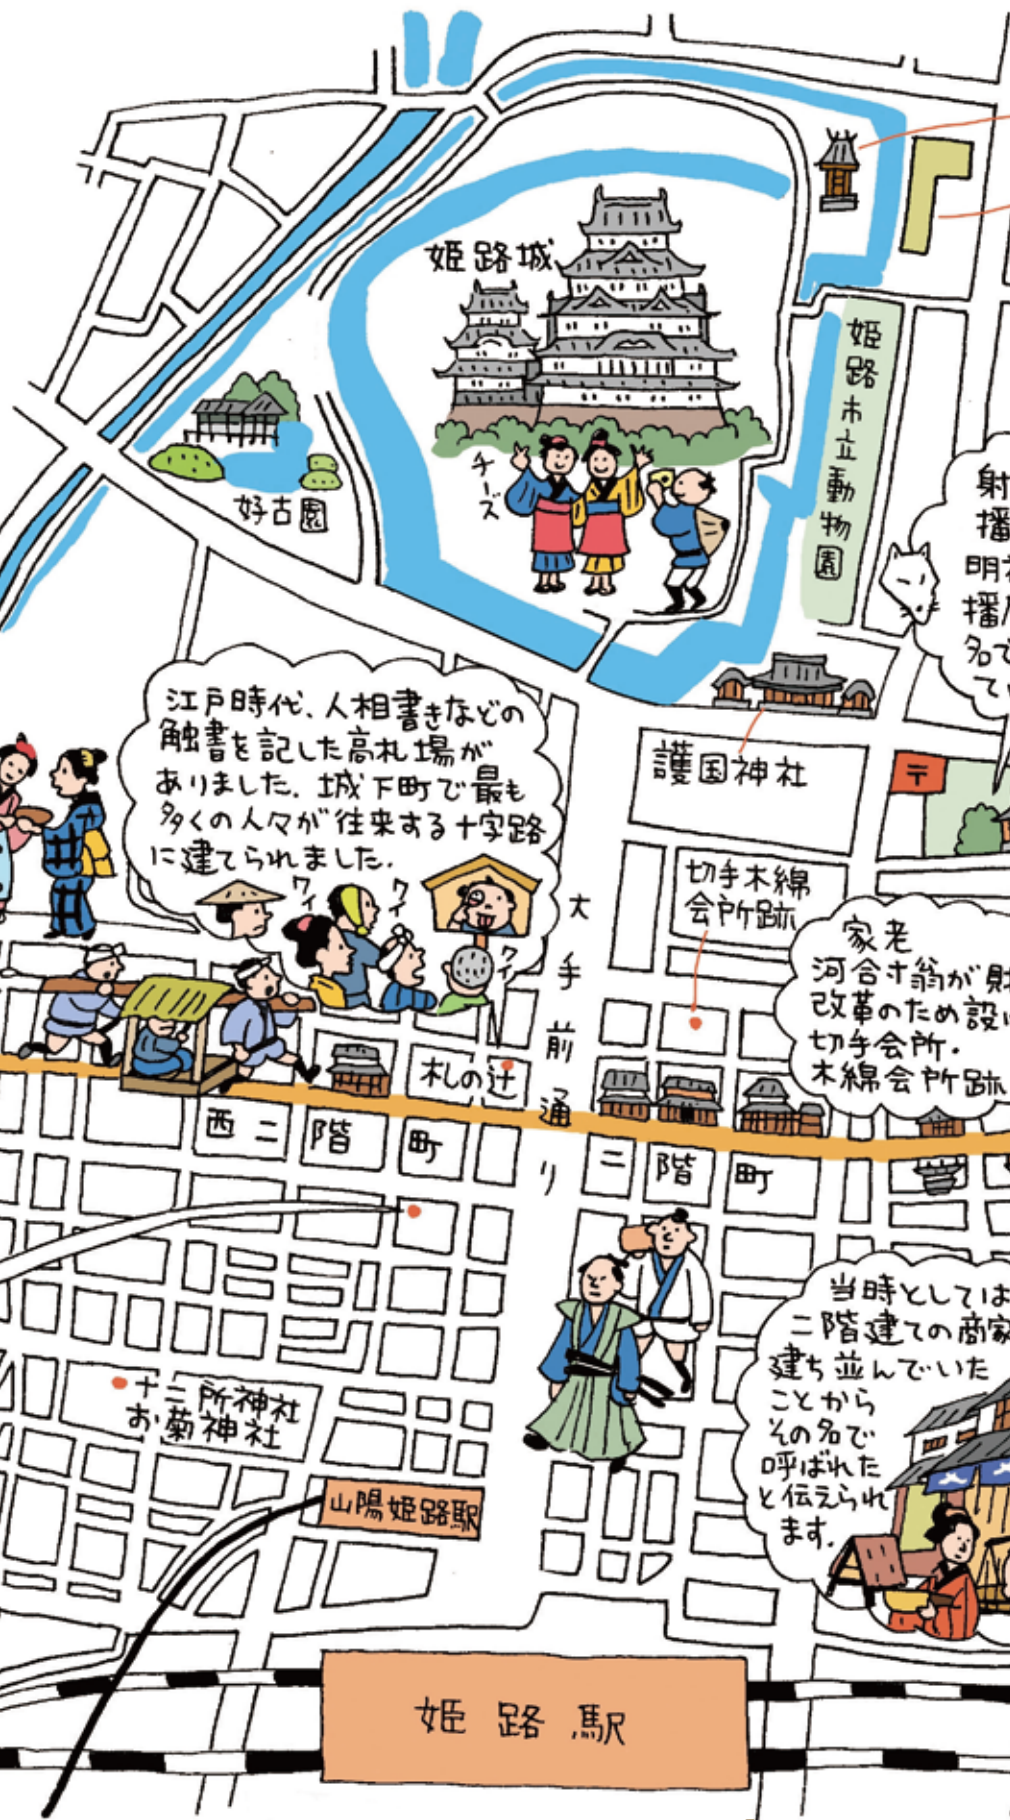 姫路城
チーズ
姫路市立動物園
好古園
射
播
明
播
名で
て
江戸時代、人相書きなどの
触書を記した高札場が
ありました。城下町で最も
多くの人々が往来する十字路
に建てられました。
ワイ
ワイ
ワイ
護国神社
〒
切手木綿
会所跡
家老
河合寸翁が財
改革のため設
切手会所・
木綿会所跡
大手前通り
札の辻
西二階町
二階町
当時としては
二階建ての商家
建ち並んでいた
ことから
その名で
呼ばれた
と伝えられ
ます。
十二所神社
お菊神社
山陽姫路駅
姫路駅